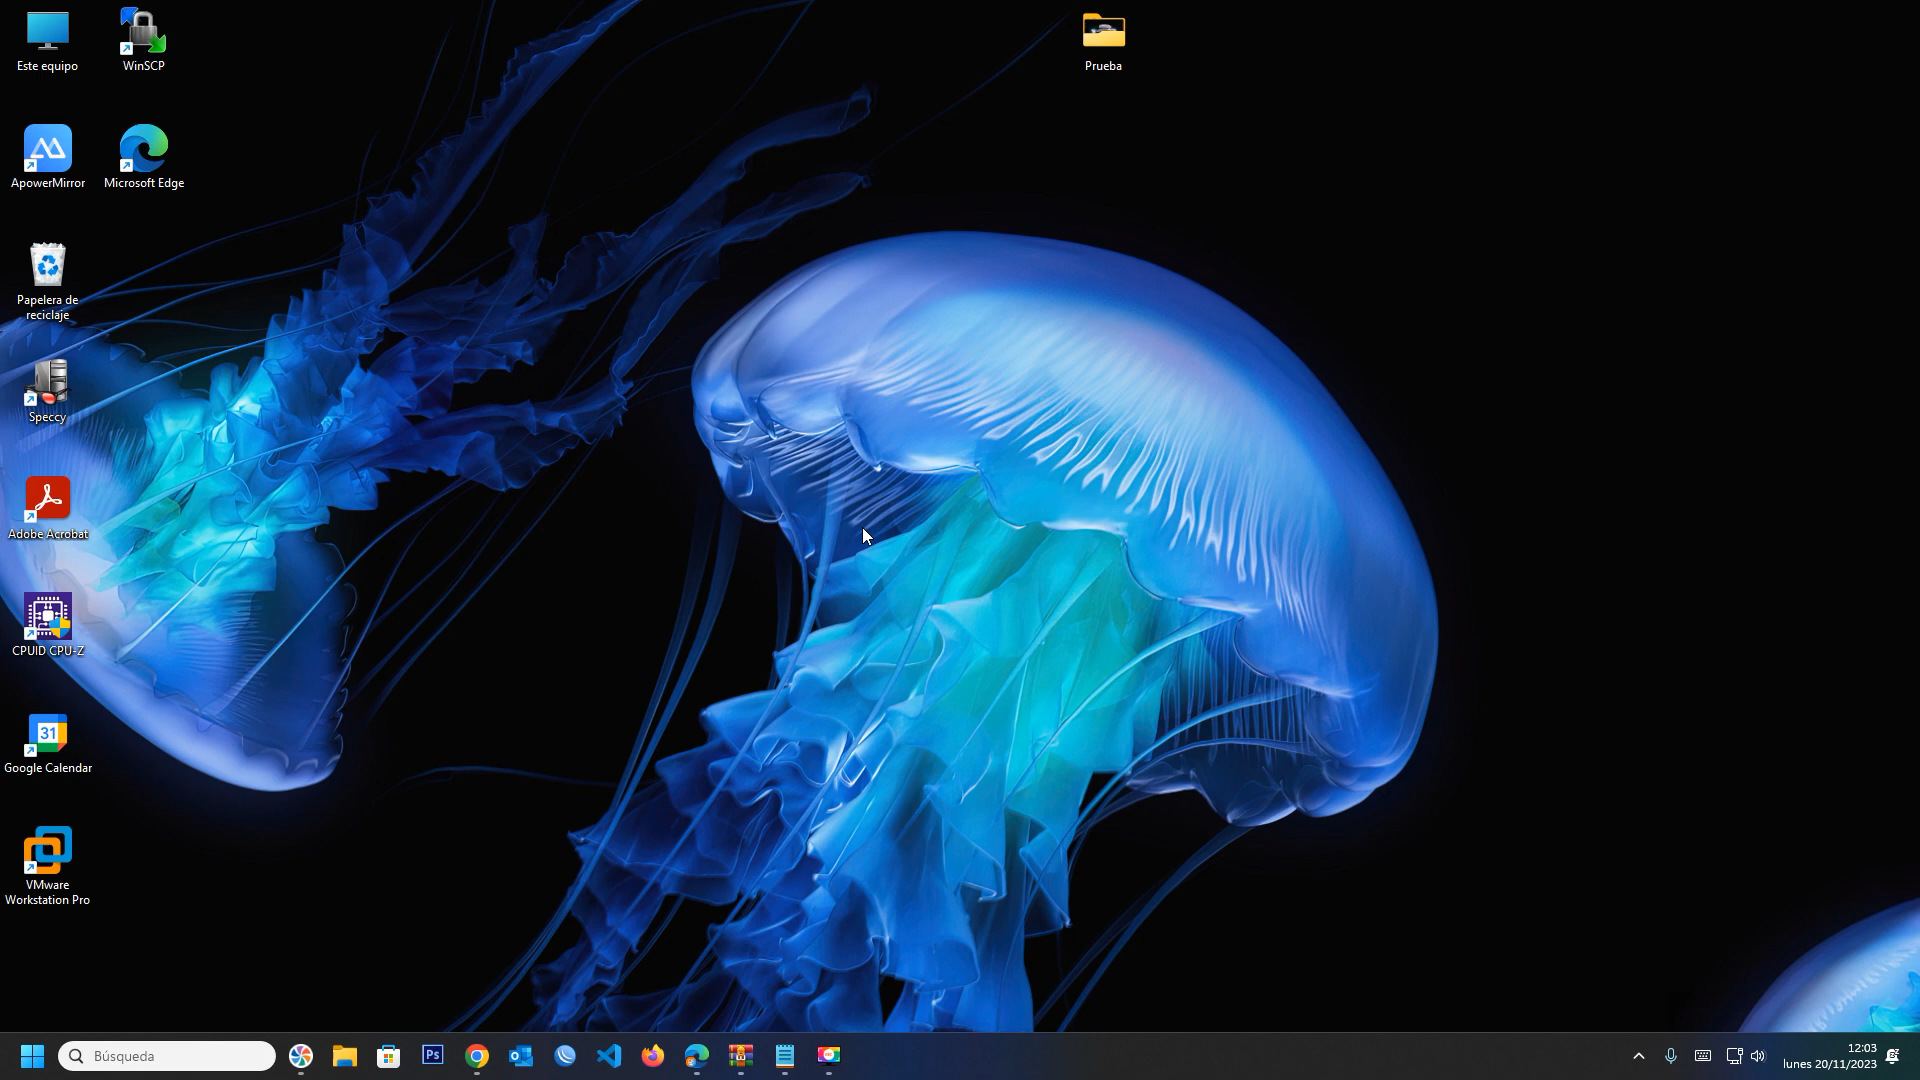 Este equipo
WinSCP
Prueba
ApowerMirror
Microsoft Edge
Papelera de
reciclaje
Speccy
Adobe Acrobat
CPUID CPU-Z
31
Google Calendar
VMware
Workstation Pro
Búsqueda
Ps
12:03
lunes 20/11/2023